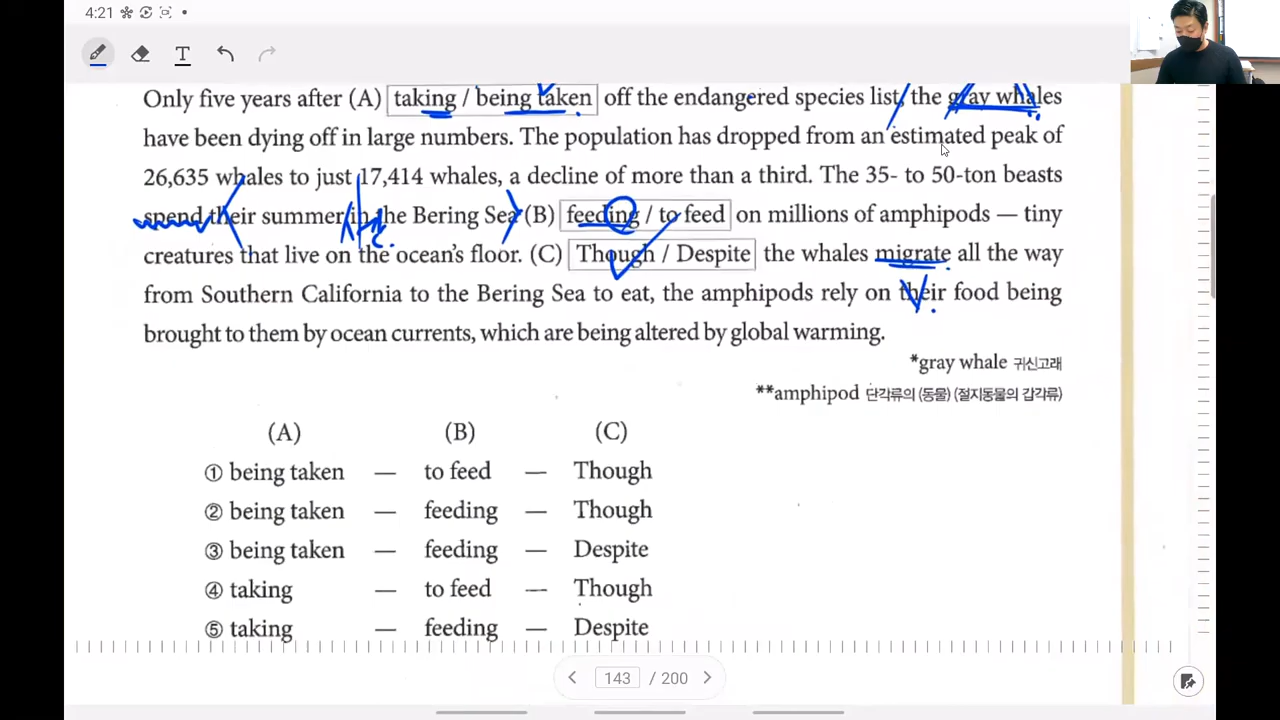 4:21
T
Only five years after (A) taking / being taken off the endangered species list, the gray whales
have been dying off in large numbers. The population has dropped from an estimated peak of
26,635 whales to just 17,414 whales, a decline of more than a third. The 35- to 50-ton beasts
spend their summer in the Bering Sea (B) feeding / to feed on millions of amphipods — tiny
creatures that live on the ocean's floor. (C) Though / Despite the whales migrate all the way
from Southern California to the Bering Sea to eat, the amphipods rely on their food being
brought to them by ocean currents, which are being altered by global warming.
*gray whale 귀신고래
**amphipod 단각류의 (동물) (절지동물의 갑각류)
(A) (B) (C)
① being taken — to feed — Though
② being taken — feeding — Though
③ being taken — feeding — Despite
④ taking — to feed — Though
⑤ taking — feeding — Despite
143 / 200